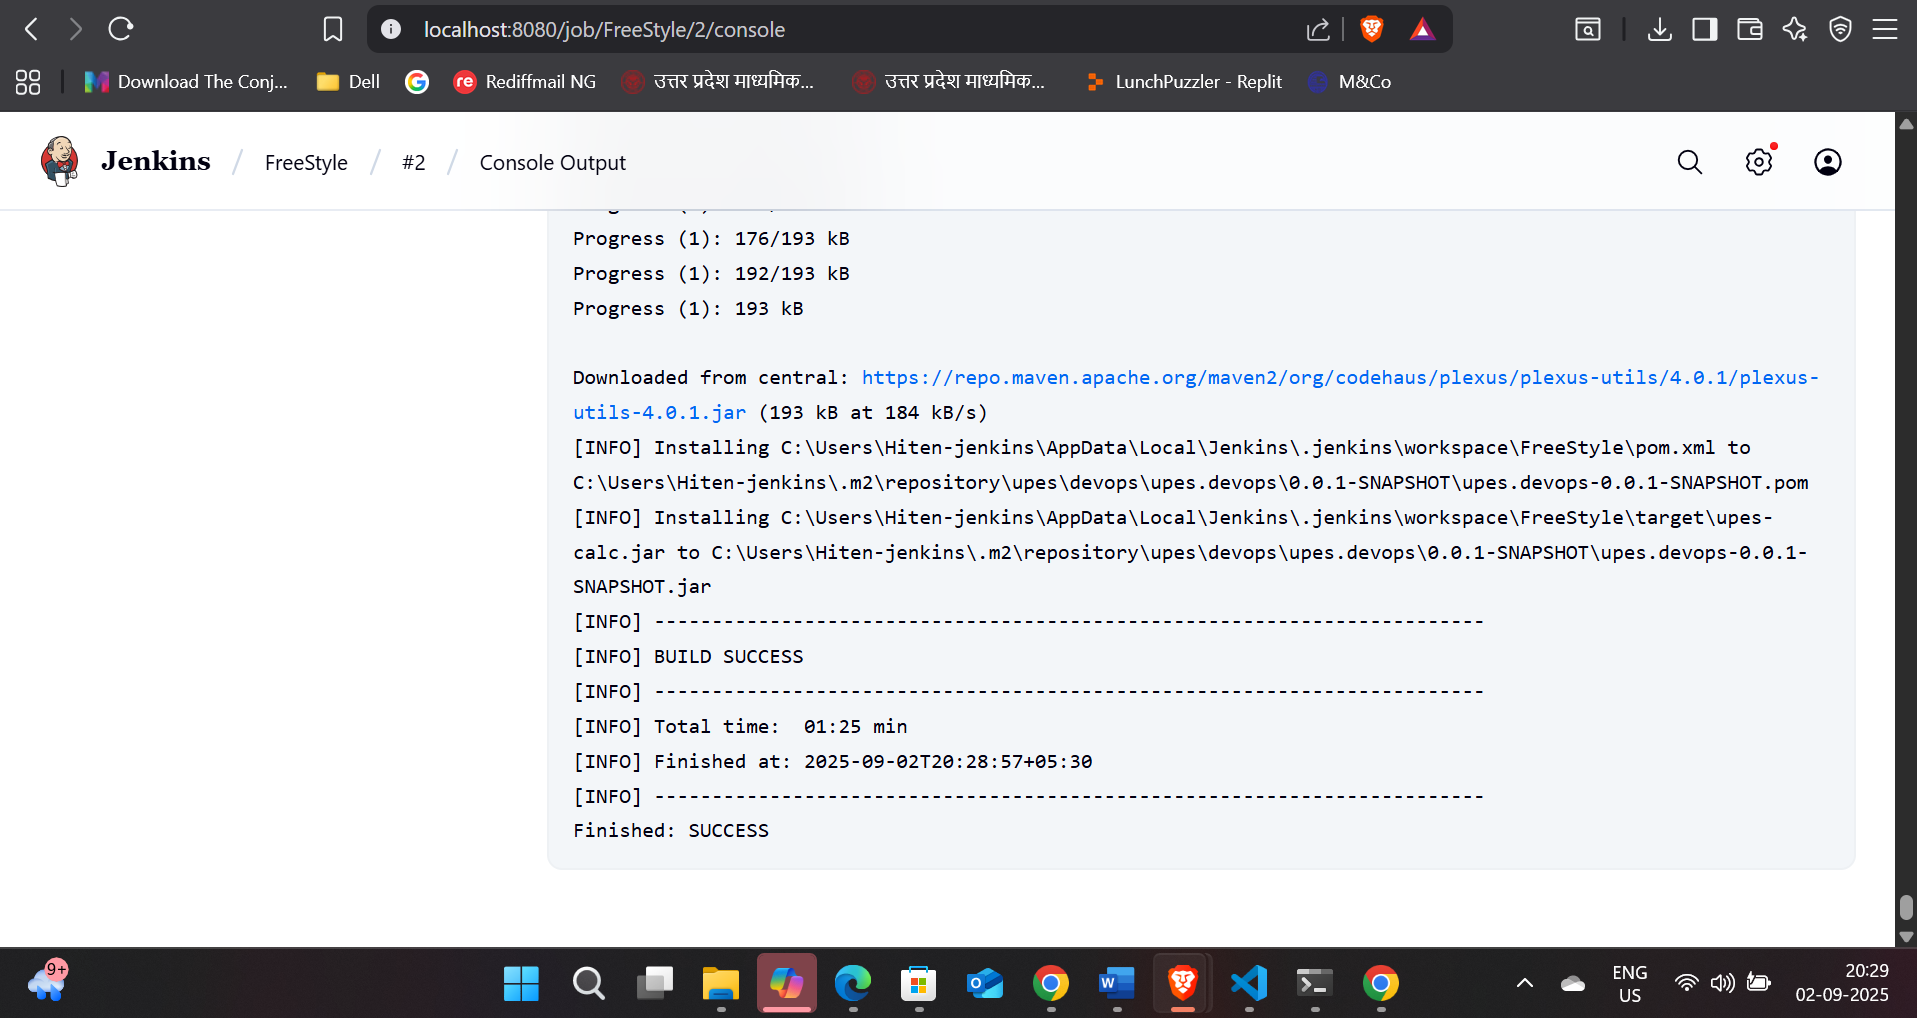 localhost:8080/job/FreeStyle/2/console
Download The Conj...
Dell
Rediffmail NG
उत्तर प्रदेश माध्यमिक...
उत्तर प्रदेश माध्यमिक...
LunchPuzzler - Replit
M&Co
Jenkins / FreeStyle / #2 / Console Output
Progress (1): 176/193 kB
Progress (1): 192/193 kB
Progress (1): 193 kB
Downloaded from central: https://repo.maven.apache.org/maven2/org/codehaus/plexus/plexus-utils/4.0.1/plexus-
utils-4.0.1.jar (193 kB at 184 kB/s)
[INFO] Installing C:\Users\Hiten-jenkins\AppData\Local\Jenkins\.jenkins\workspace\FreeStyle\pom.xml to
C:\Users\Hiten-jenkins\.m2\repository\upes\devops\upes.devops\0.0.1-SNAPSHOT\upes.devops-0.0.1-SNAPSHOT.pom
[INFO] Installing C:\Users\Hiten-jenkins\AppData\Local\Jenkins\.jenkins\workspace\FreeStyle\target\upes-
calc.jar to C:\Users\Hiten-jenkins\.m2\repository\upes\devops\upes.devops\0.0.1-SNAPSHOT\upes.devops-0.0.1-
SNAPSHOT.jar
[INFO] ------------------------------------------------------------------------
[INFO] BUILD SUCCESS
[INFO] ------------------------------------------------------------------------
[INFO] Total time:  01:25 min
[INFO] Finished at: 2025-09-02T20:28:57+05:30
[INFO] ------------------------------------------------------------------------
Finished: SUCCESS
9+
ENG
US
20:29
02-09-2025